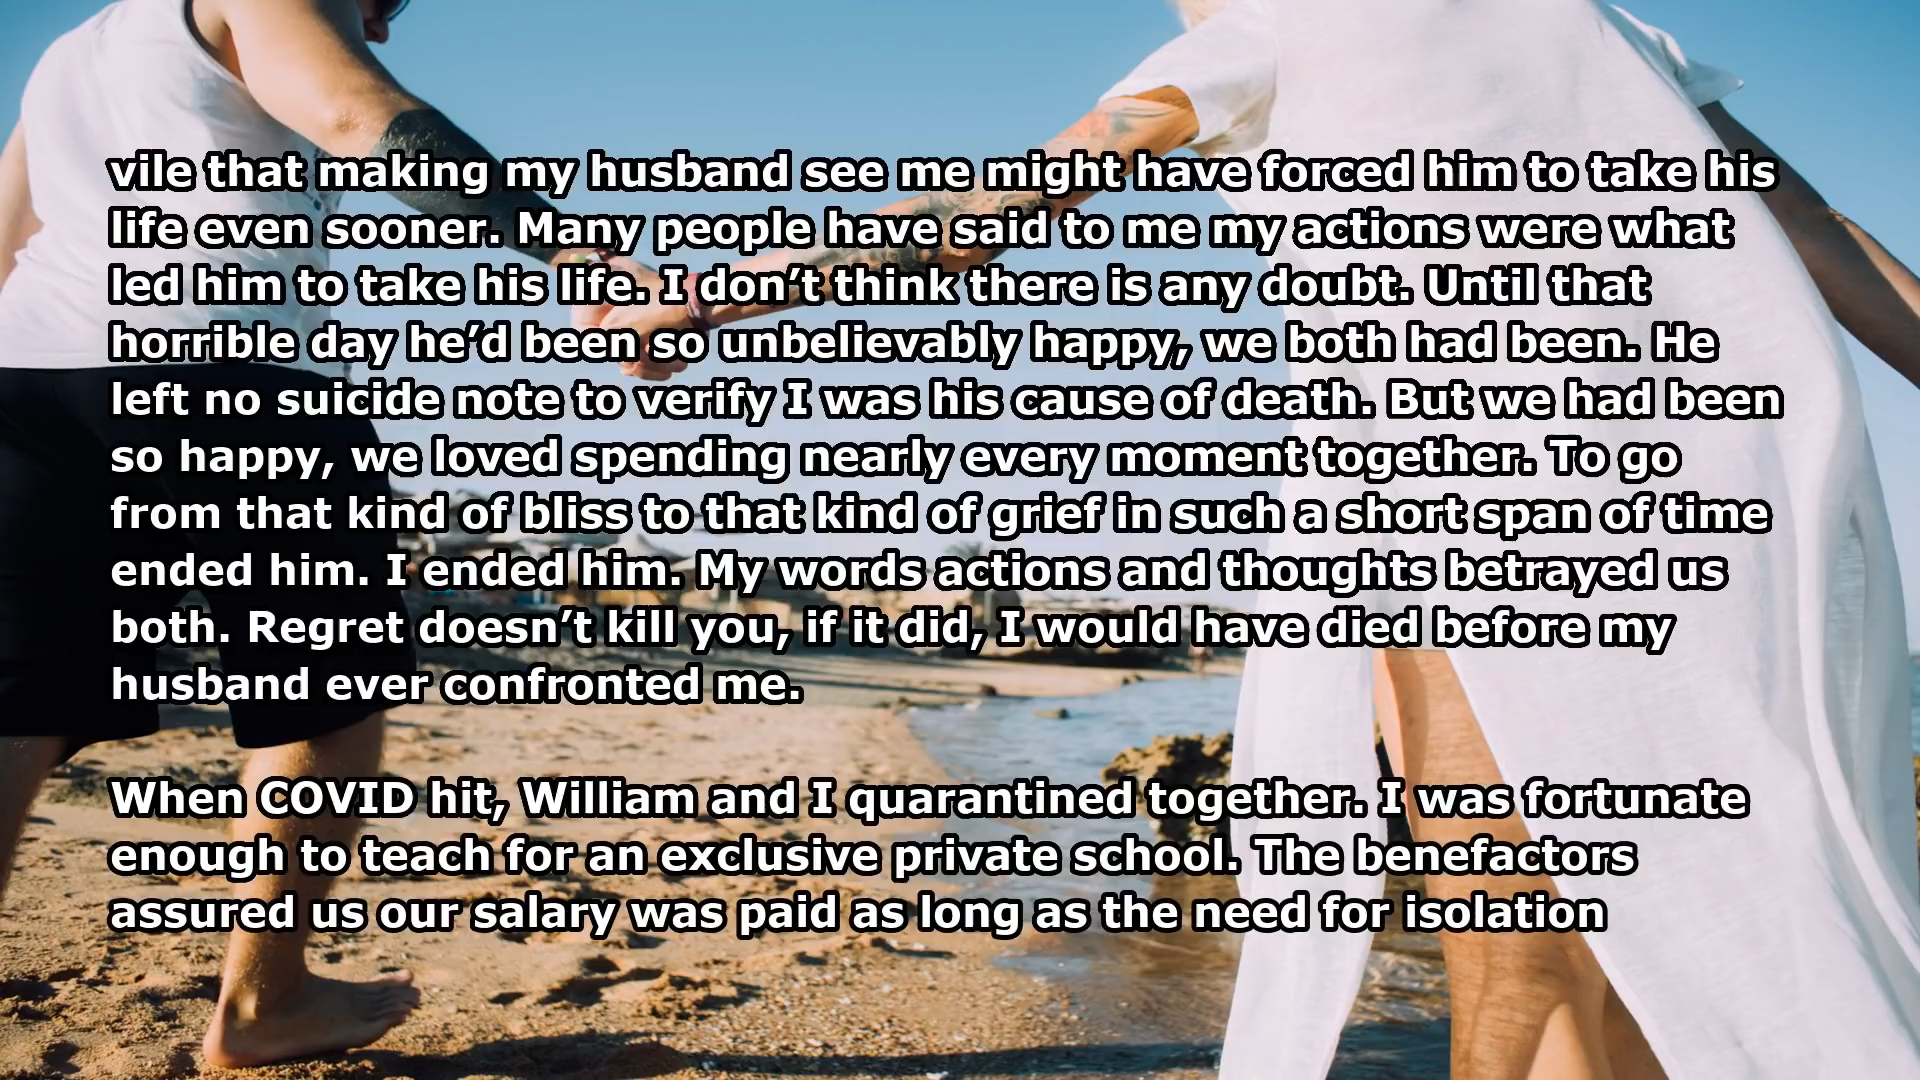 vile that making my husband see me might have forced him to take his
life even sooner. Many people have said to me my actions were what
led him to take his life. I don’t think there is any doubt. Until that
horrible day he’d been so unbelievably happy, we both had been. He
left no suicide note to verify I was his cause of death. But we had been
so happy, we loved spending nearly every moment together. To go
from that kind of bliss to that kind of grief in such a short span of time
ended him. I ended him. My words actions and thoughts betrayed us
both. Regret doesn’t kill you, if it did, I would have died before my
husband ever confronted me.
When COVID hit, William and I quarantined together. I was fortunate
enough to teach for an exclusive private school. The benefactors
assured us our salary was paid as long as the need for isolation